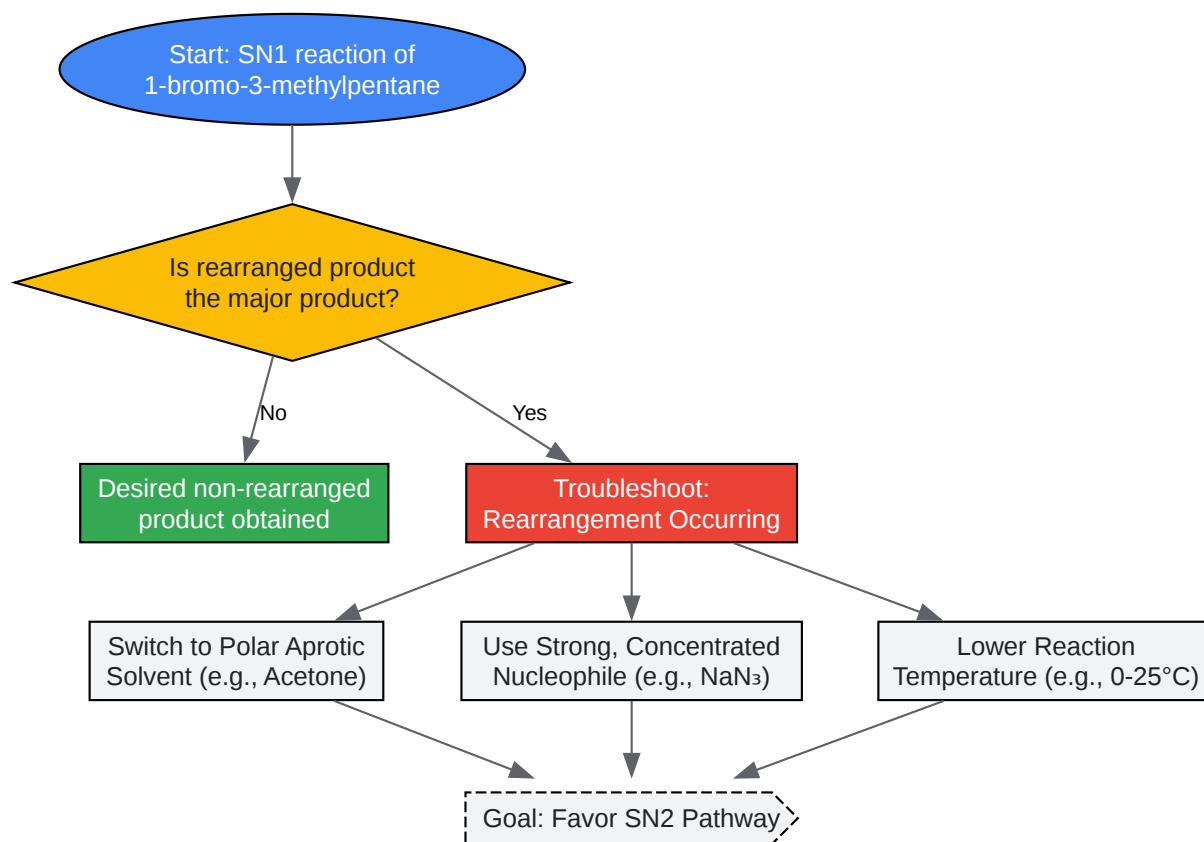 Start: SN1 reaction of
1-bromo-3-methylpentane
Is rearranged product
the major product?
No
Yes
Desired non-rearranged
product obtained
Troubleshoot:
Rearrangement Occurring
Switch to Polar Aprotic
Solvent (e.g., Acetone)
Use Strong, Concentrated
Nucleophile (e.g., NaN₃)
Lower Reaction
Temperature (e.g., 0-25°C)
Goal: Favor SN2 Pathway